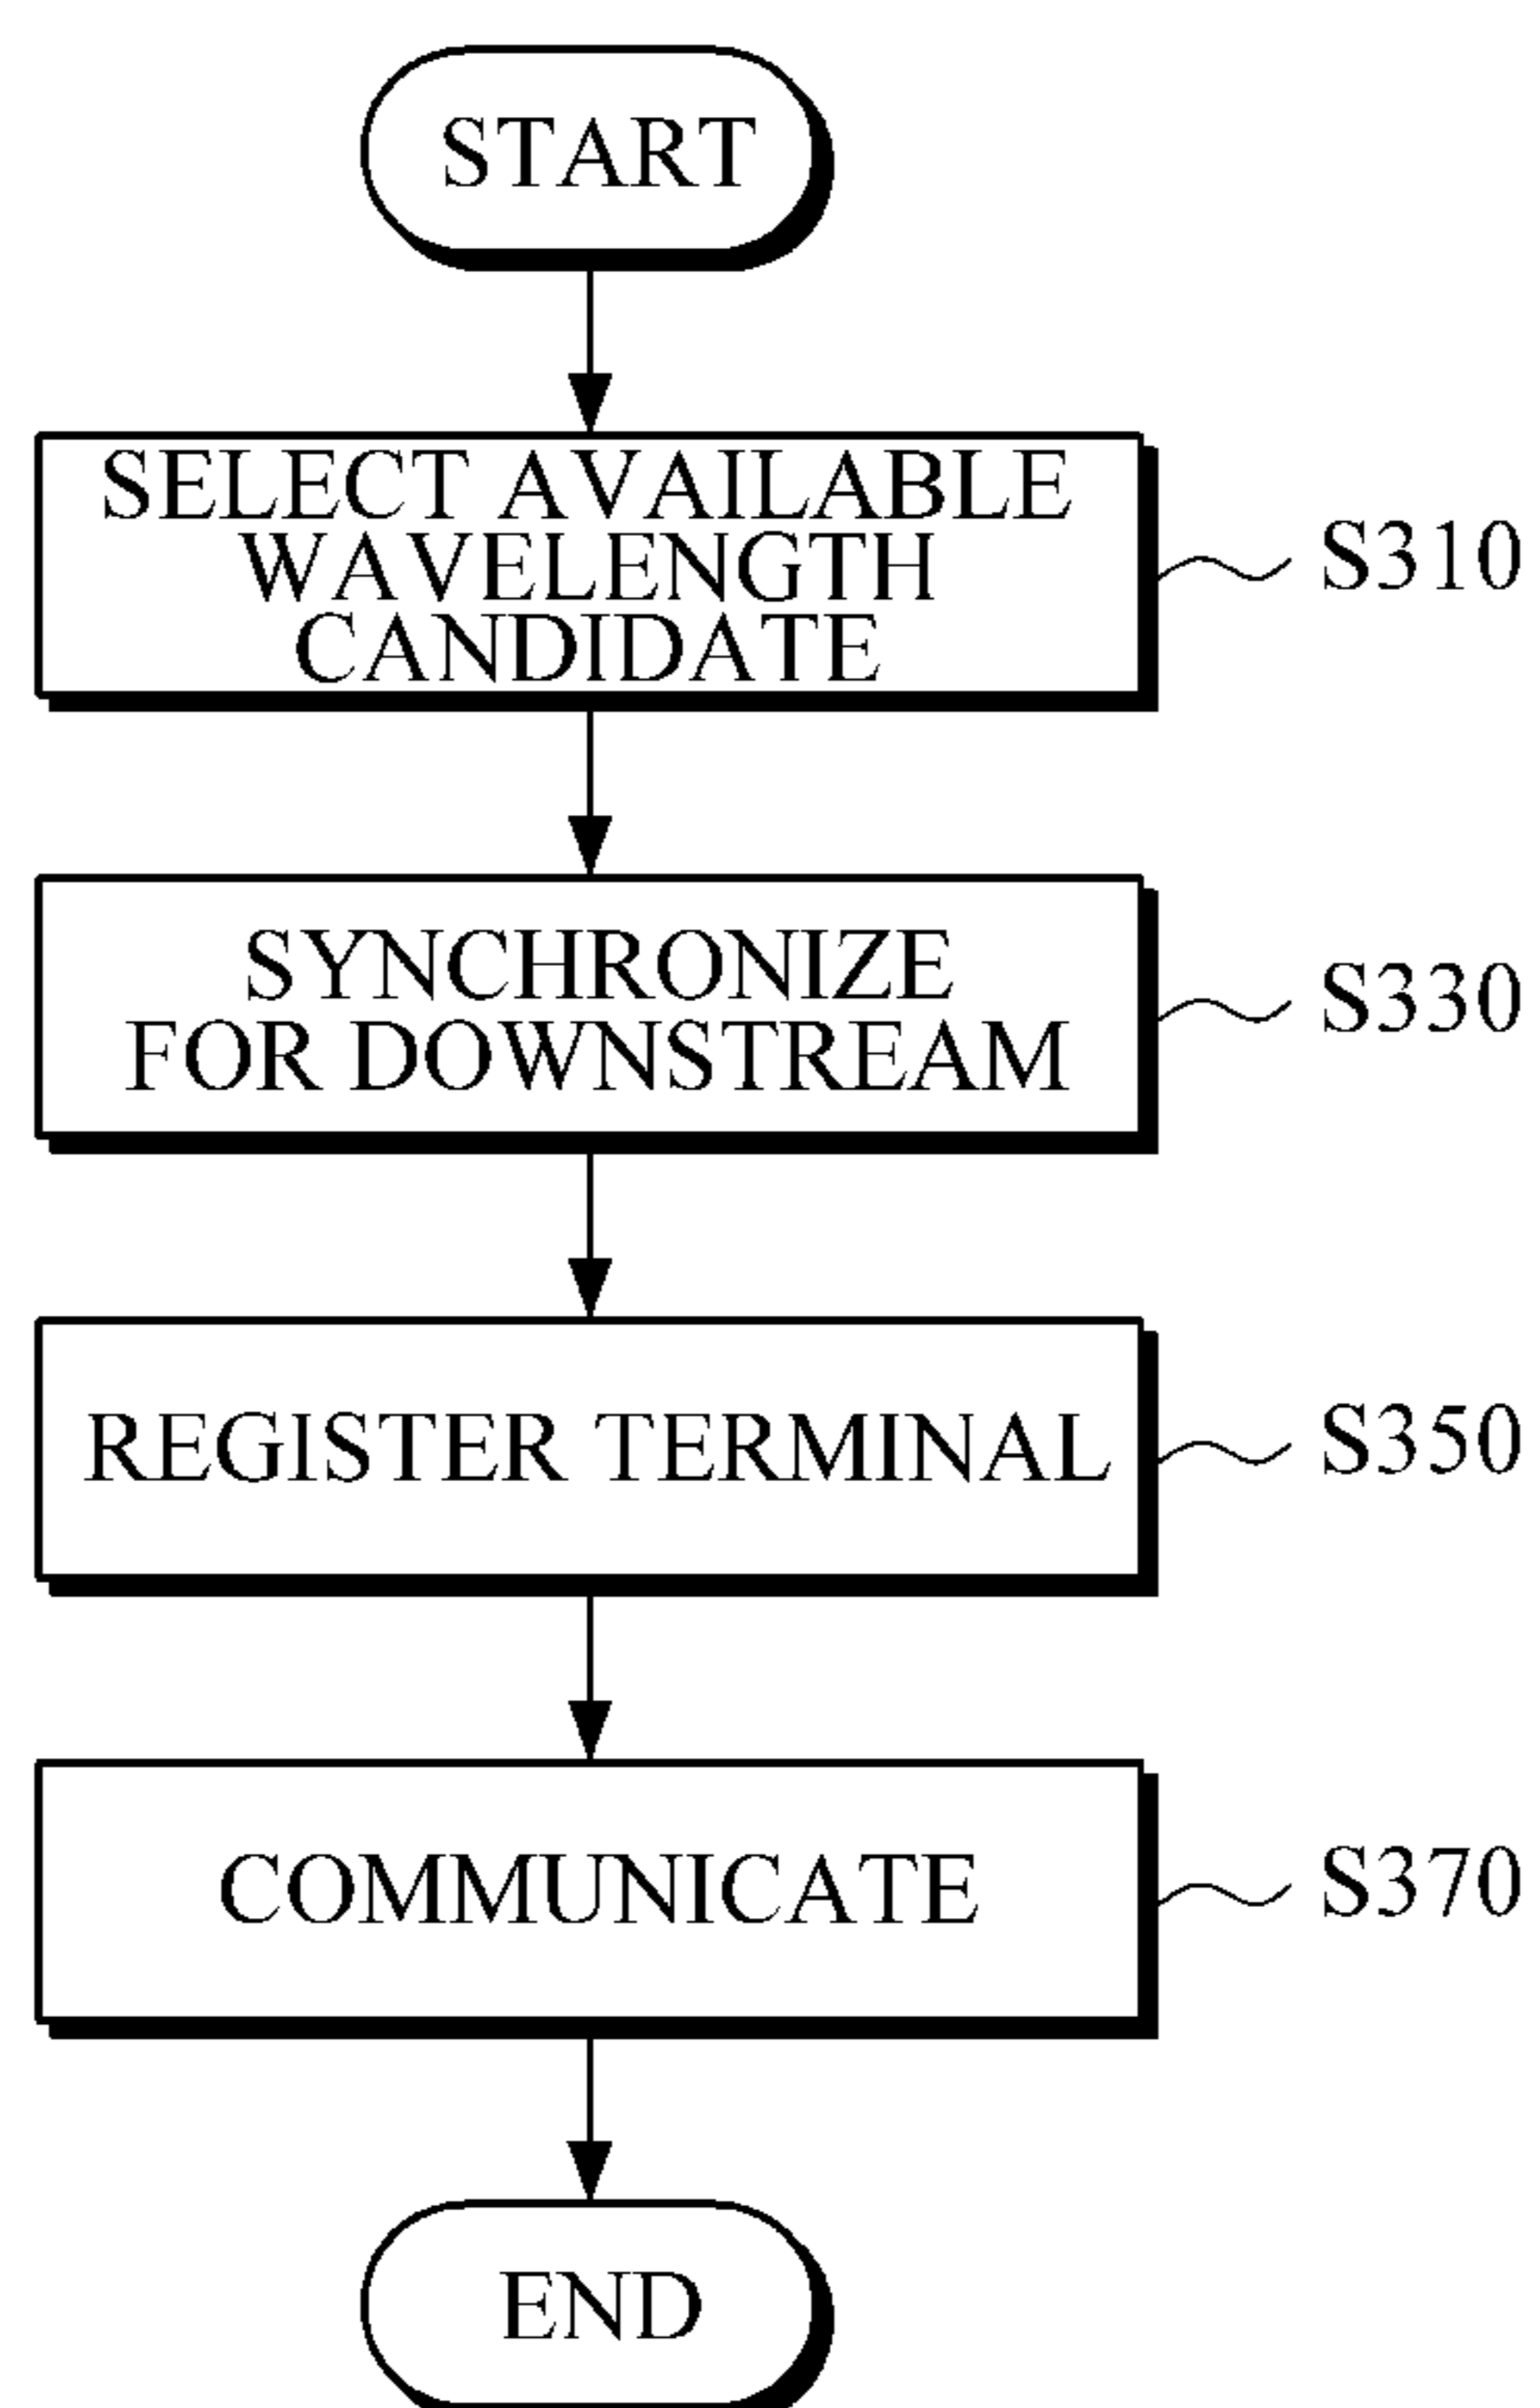 START
SELECT AVAILABLE
WAVELENGTH
CANDIDATE
S310
SYNCHRONIZE
FOR DOWNSTREAM
S330
REGISTER TERMINAL
S350
COMMUNICATE
S370
END